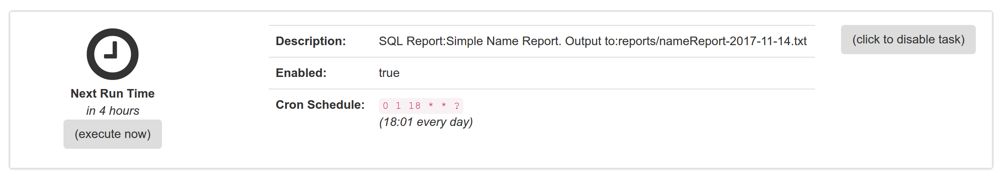 Next Run Time
in 4 hours
(execute now)
Description: SQL Report:Simple Name Report. Output to:reports/nameReport-2017-11-14.txt
Enabled: true
Cron Schedule: 0 1 18 * * ?
(18:01 every day)
(click to disable task)